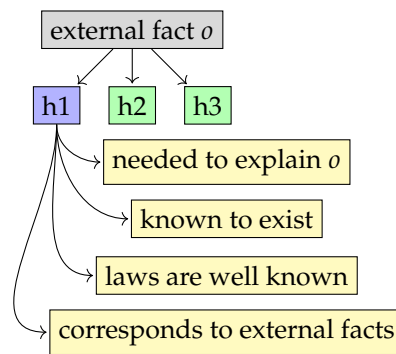 external fact o
h1 h2 h3
needed to explain o
known to exist
laws are well known
corresponds to external facts